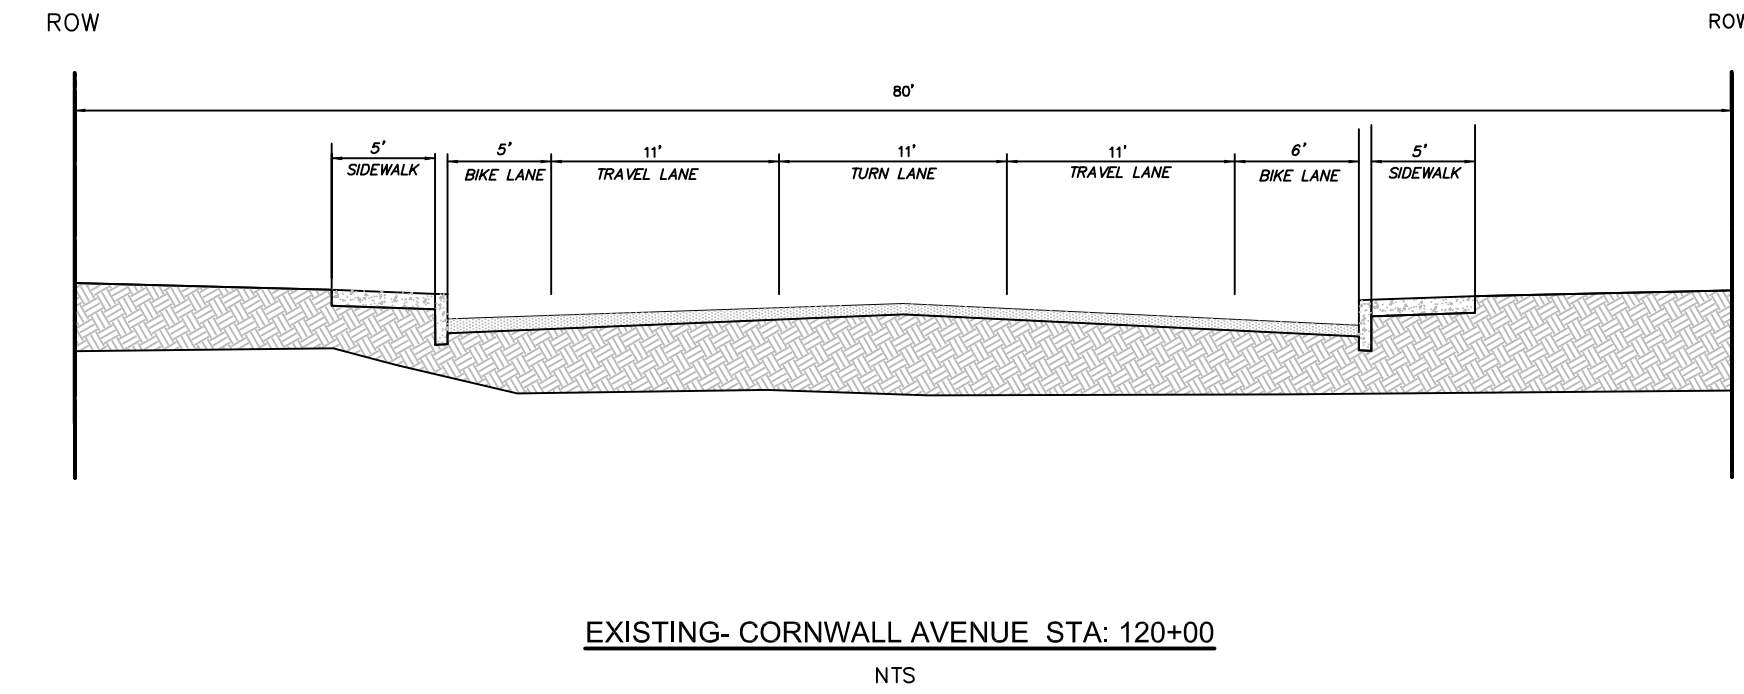 ROW ROW
80'
5' 5' 11' 11' 11' 6' 5'
SIDEWALK BIKE LANE TRAVEL LANE TURN LANE TRAVEL LANE BIKE LANE SIDEWALK
EXISTING- CORNWALL AVENUE STA: 120+00
NTS